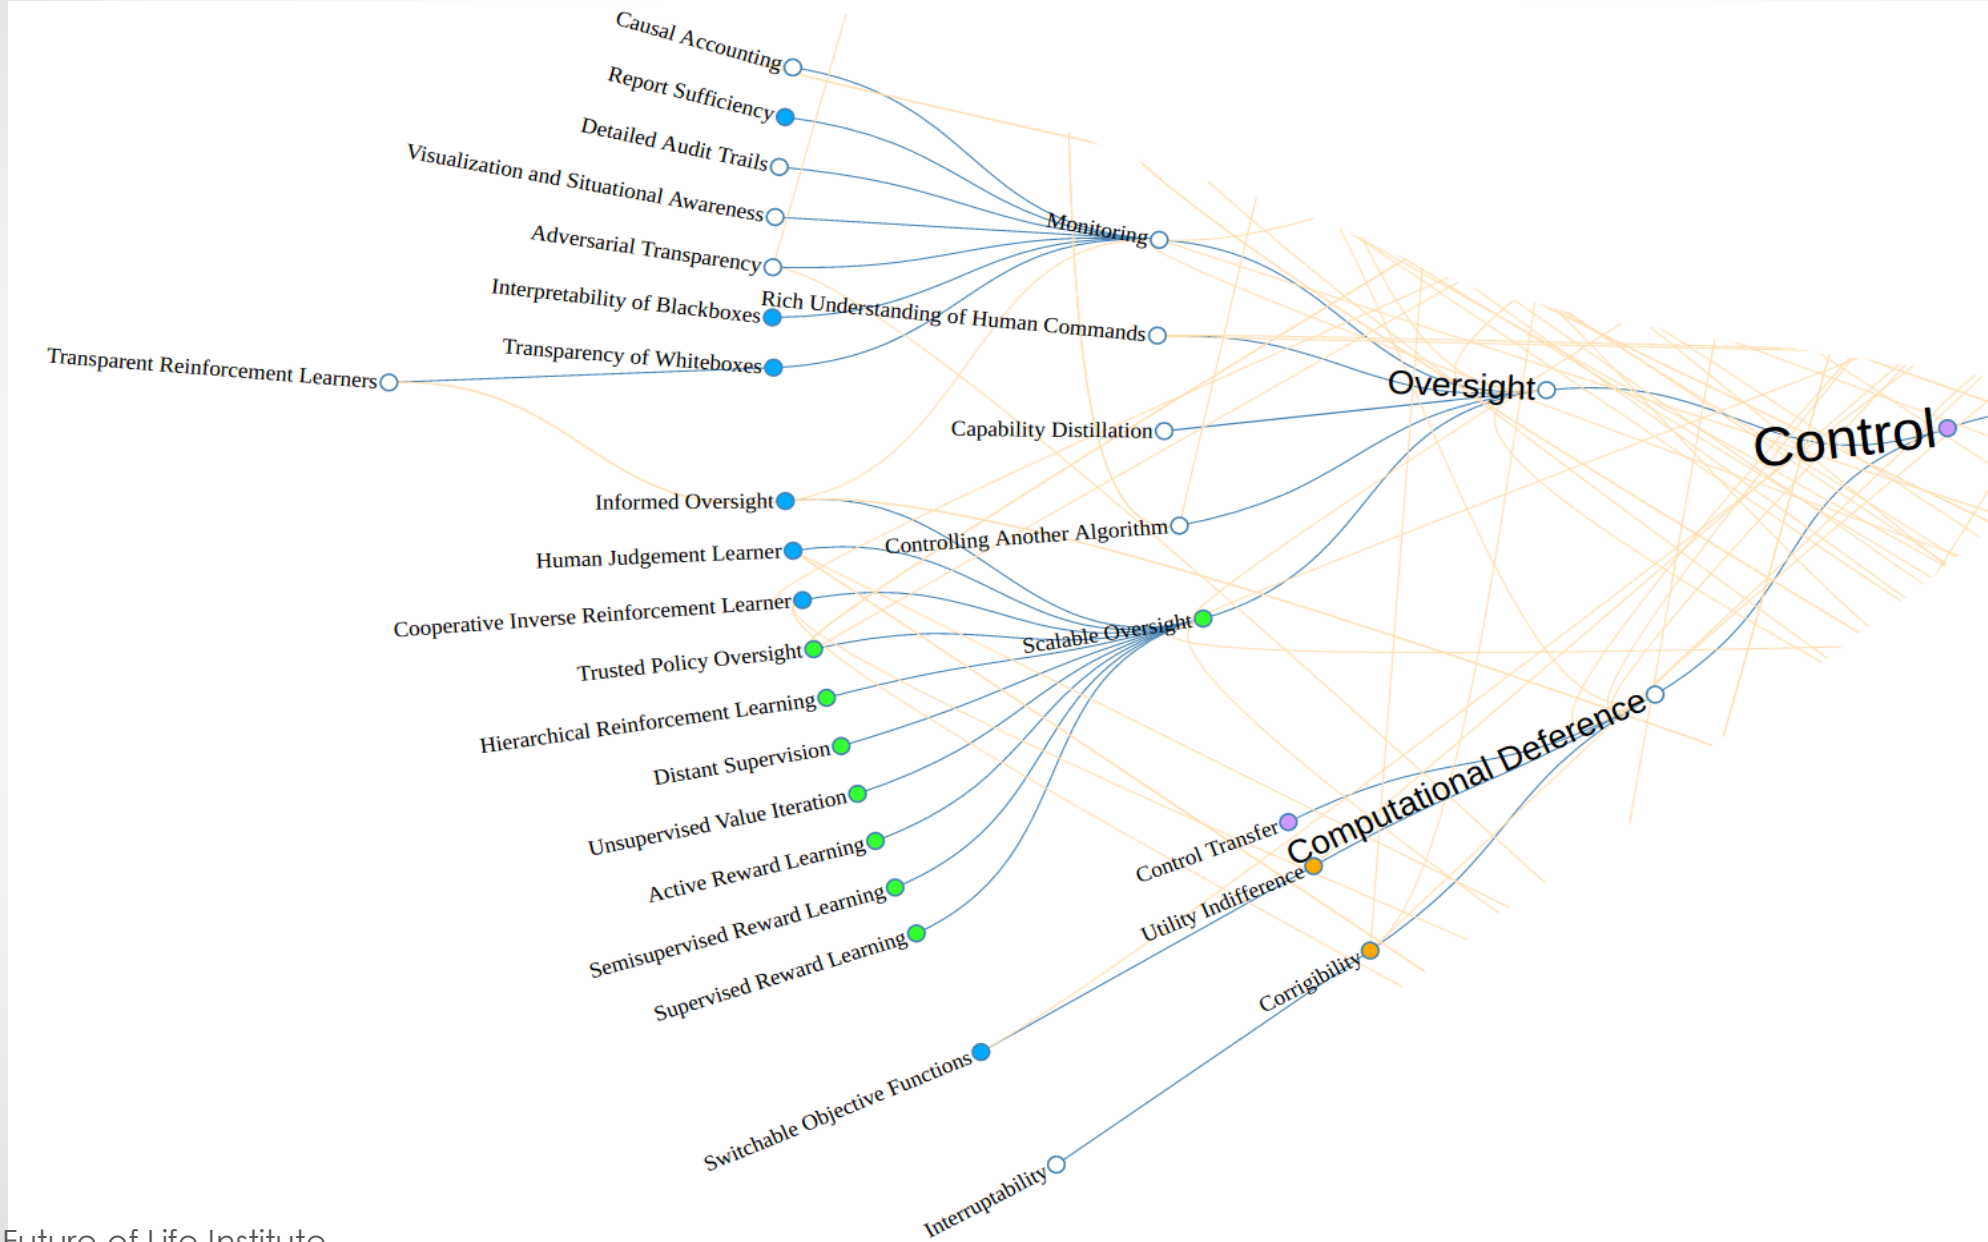 Causal Accounting
Report Sufficiency
Detailed Audit Trails
Visualization and Situational Awareness
Monitoring
Adversarial Transparency
Interpretability of Blackboxes
Rich Understanding of Human Commands
Transparency of Whiteboxes
Transparent Reinforcement Learners
Oversight
Control
Capability Distillation
Informed Oversight
Controlling Another Algorithm
Human Judgement Learner
Cooperative Inverse Reinforcement Learner
Scalable Oversight
Trusted Policy Oversight
Hierarchical Reinforcement Learning
Distant Supervision
Computational Deference
Unsupervised Value Iteration
Control Transfer
Active Reward Learning
Utility Indifference
Semisupervised Reward Learning
Corrigibility
Supervised Reward Learning
Switchable Objective Functions
Interruptability
Future of Life Institute